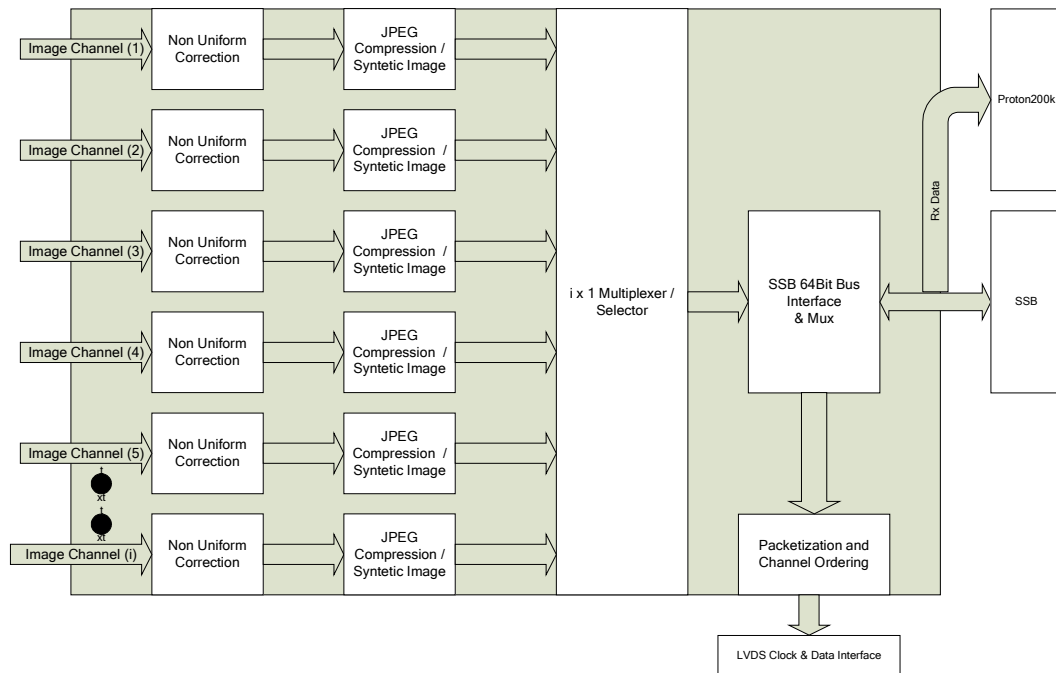 Image Channel (1)
Non Uniform
Correction
JPEG
Compression /
Syntetic Image
Image Channel (2)
Non Uniform
Correction
JPEG
Compression /
Syntetic Image
Image Channel (3)
Non Uniform
Correction
JPEG
Compression /
Syntetic Image
Image Channel (4)
Non Uniform
Correction
JPEG
Compression /
Syntetic Image
Image Channel (5)
Non Uniform
Correction
JPEG
Compression /
Syntetic Image
t
xt
t
xt
Image Channel (i)
Non Uniform
Correction
JPEG
Compression /
Syntetic Image
i x 1 Multiplexer /
Selector
SSB 64Bit Bus
Interface
& Mux
Rx Data
Proton200k
SSB
Packetization and
Channel Ordering
LVDS Clock & Data Interface